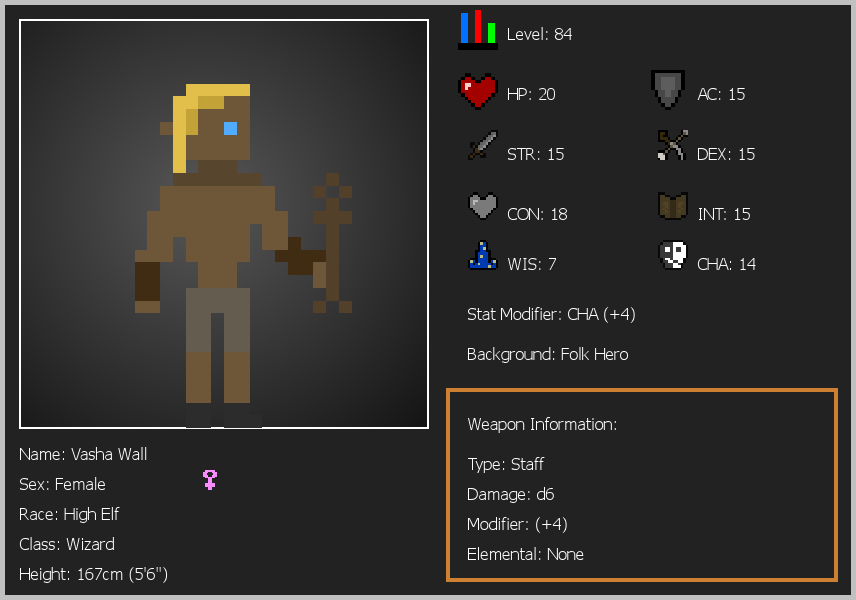 Level: 84
HP: 20
AC: 15
STR: 15
DEX: 15
CON: 18
INT: 15
WIS: 7
CHA: 14
Stat Modifier: CHA (+4)
Background: Folk Hero
Weapon Information:
Type: Staff
Damage: d6
Modifier: (+4)
Elemental: None
Name: Vasha Wall
Sex: Female
Race: High Elf
Class: Wizard
Height: 167cm (5'6")